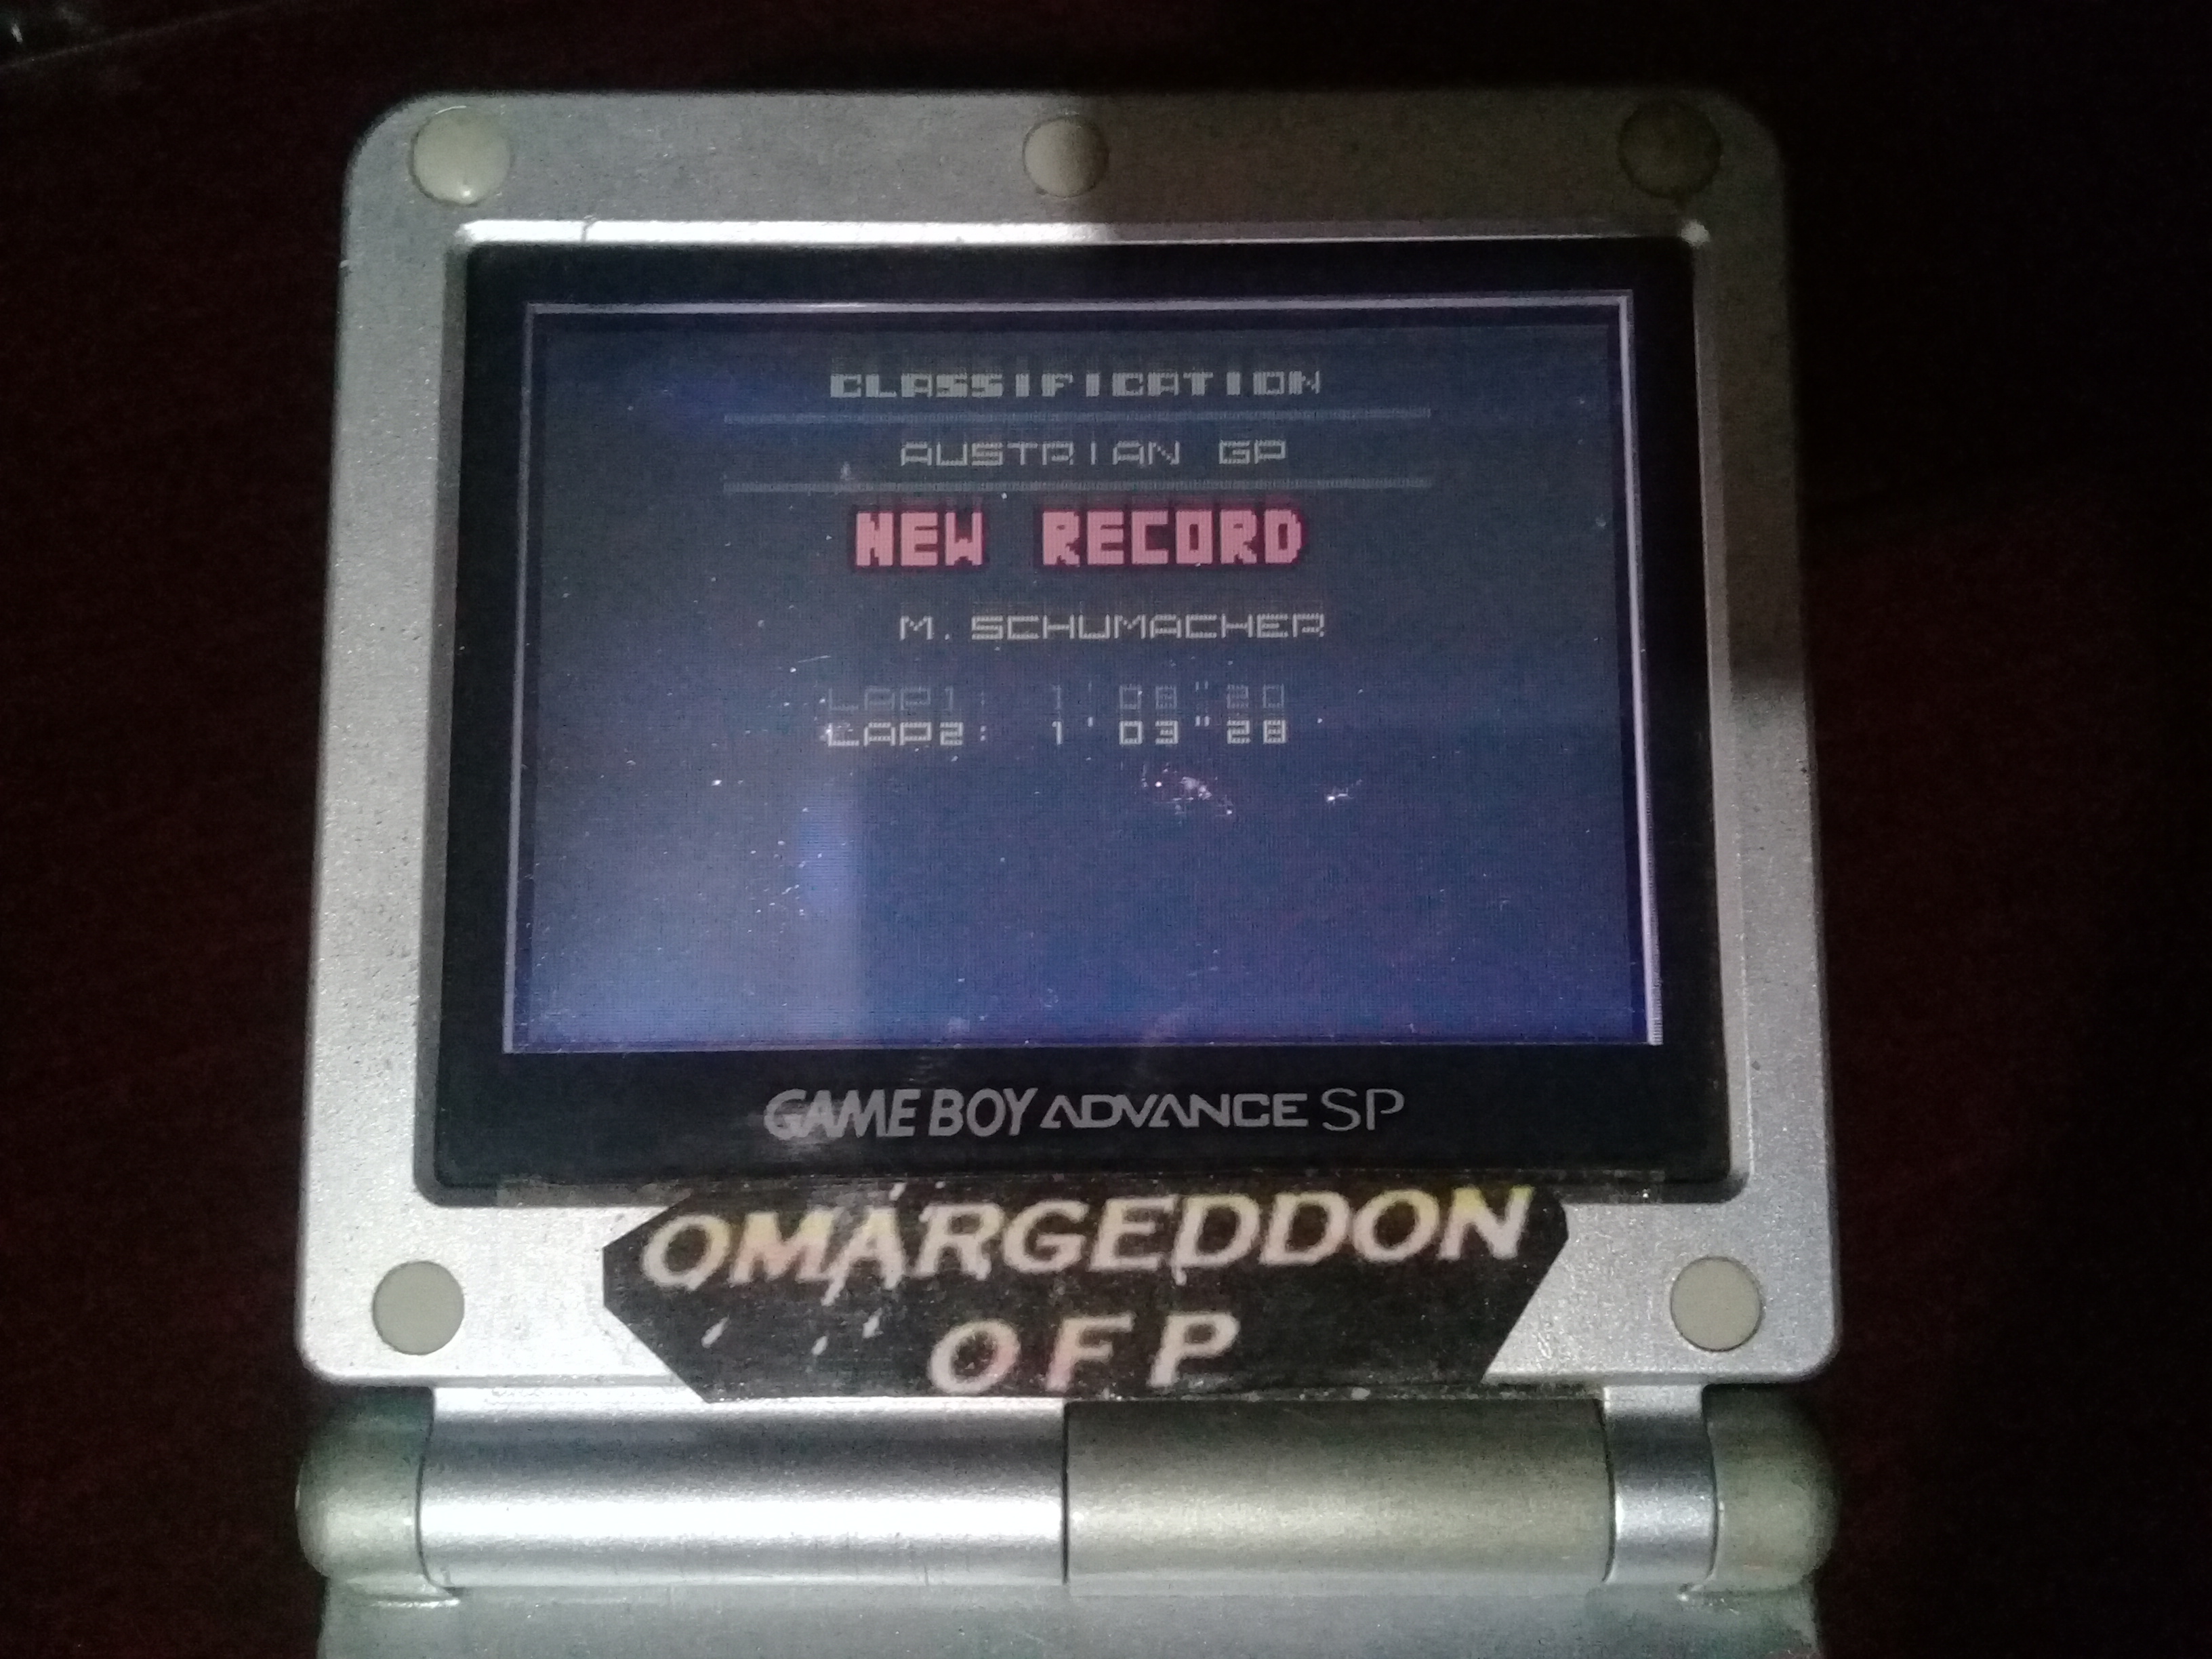 CLASSIFICATION
AUSTRIAN GP
NEW RECORD
M. SCHUMACHER
LAP1: 1'08"20
LAP2: 1'03"28
GAME BOY ADVANCE SP
OMARGEDDON
OFP